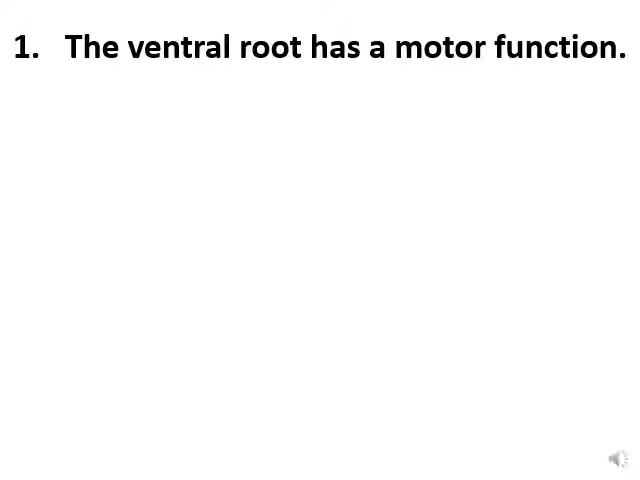 1. The ventral root has a motor function.